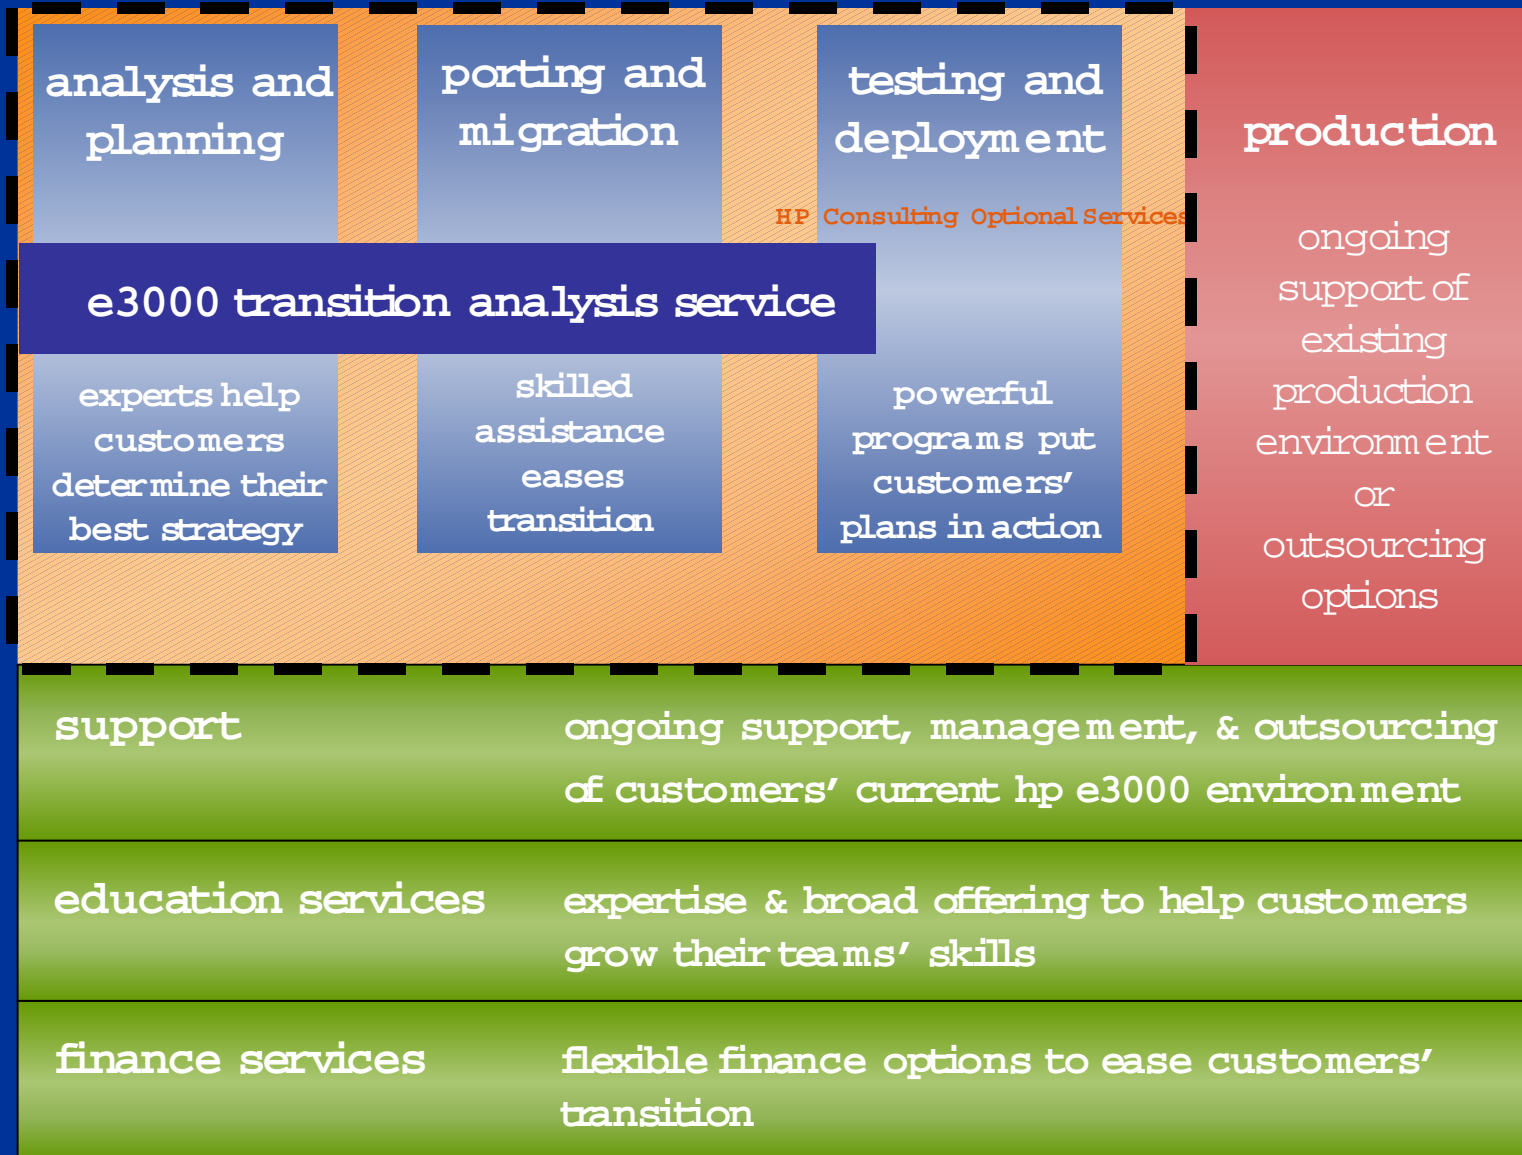 analysis and
planning
porting and
migration
testing and
deployment
HP Consulting Optional Services
production
e3000 transition analysis service
experts help
customers
determine their
best strategy
skilled
assistance
eases
transition
powerful
programs put
customers’
plans in action
ongoing
support of
existing
production
environment
or
outsourcing
options
support
ongoing support, management, & outsourcing
of customers’ current hp e3000 environment
education services
expertise & broad offering to help customers
grow their teams’ skills
finance services
flexible finance options to ease customers’
transition